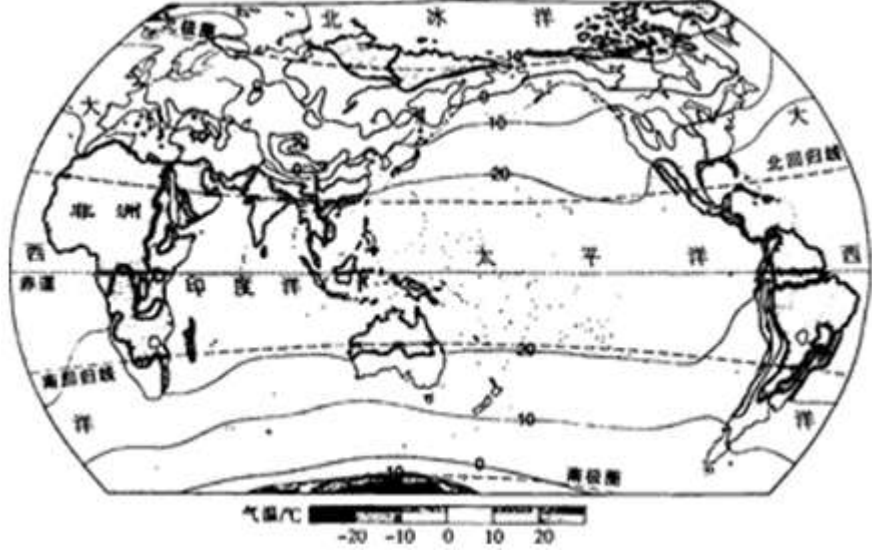 北 冰 洋
极圈
-10
0
10
大
大
北回归线
20
0
非洲
太 平 洋
西
西
赤道
印 度 洋
20
南回归线
洋
洋
10
0
南极圈
-10
气温/℃
-20 -10 0 10 20